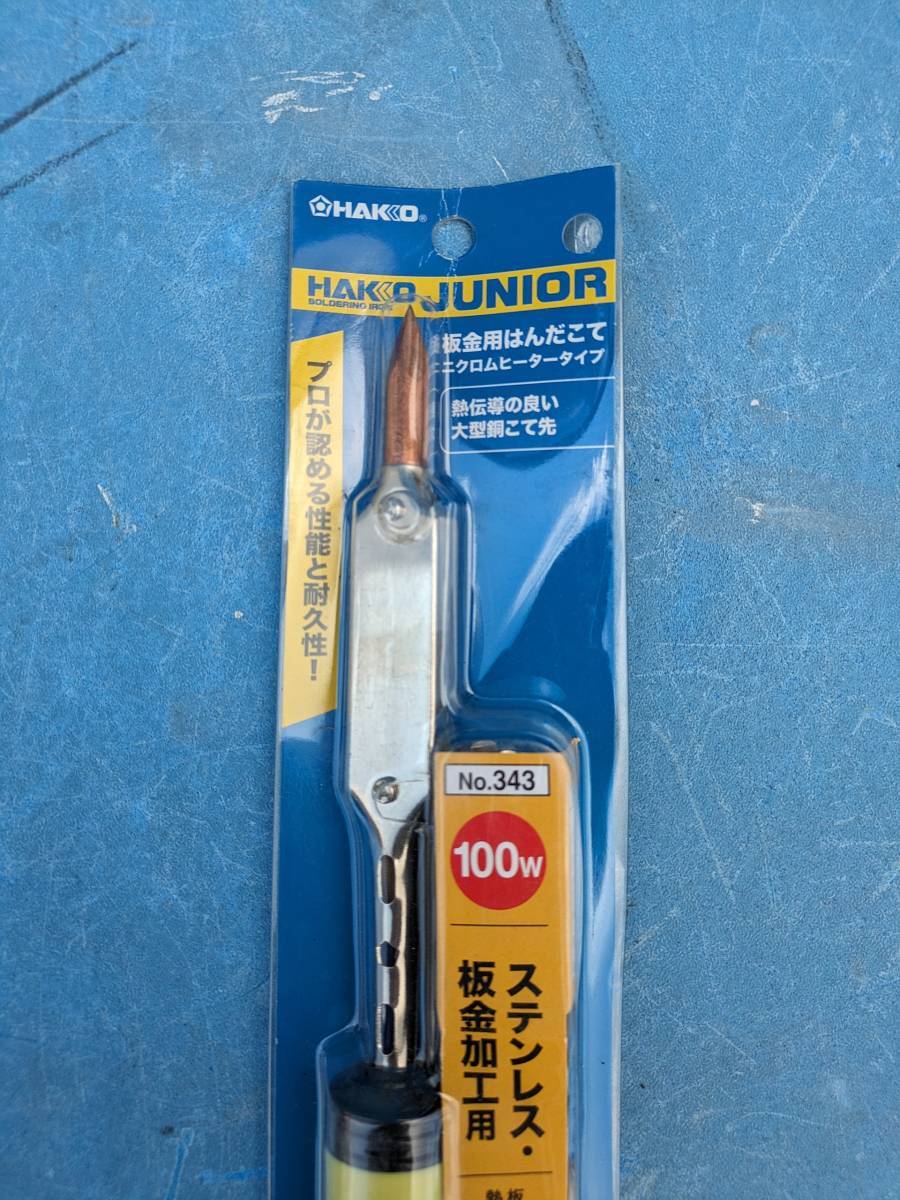 HAKKO®
HAKKO JUNIOR
SOLDERING IRON
板金用はんだこて
ニクロムヒータータイプ
熱伝導の良い
大型銅こて先
プロが認める性能と耐久性!
No.343
100W
ステンレス・
板金加工用